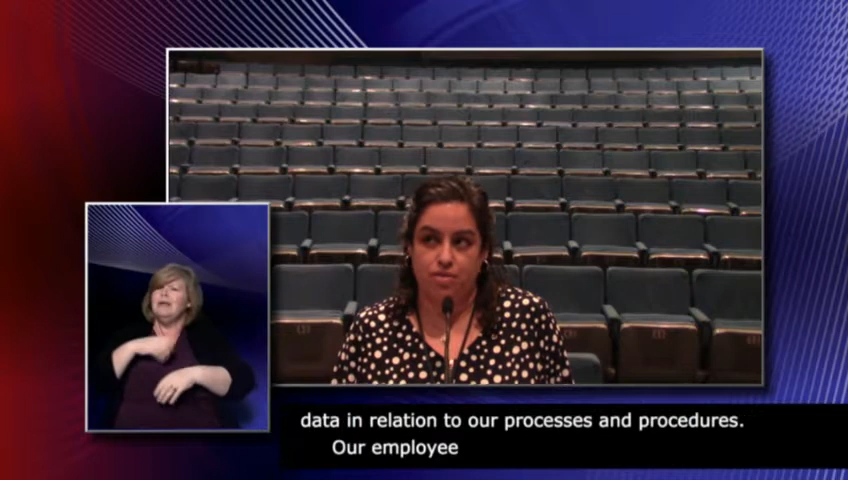 data in relation to our processes and procedures.
Our employee